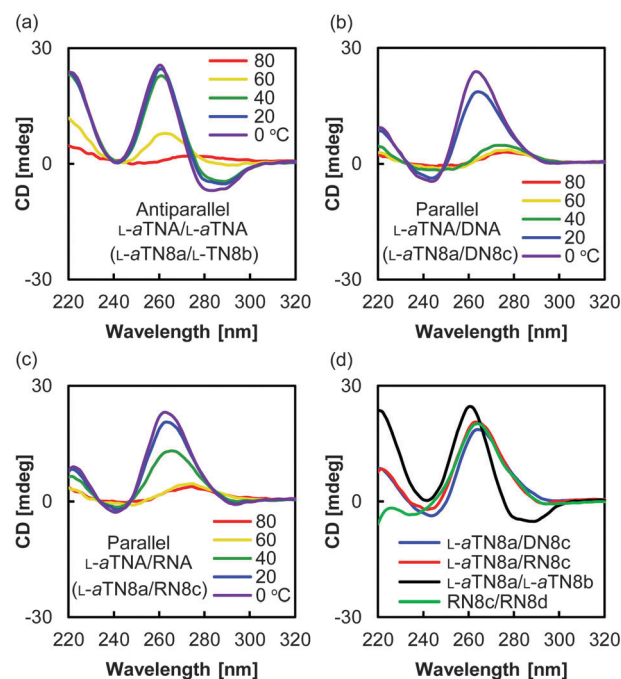 (a)
30
0
-30
CD [mdeg]
80
60
40
20
0 °C
Antiparallel
L-aTNA/L-aTNA
(L-aTN8a/L-TN8b)
220 240 260 280 300 320
Wavelength [nm]
(b)
30
0
-30
CD [mdeg]
Parallel
L-aTNA/DNA
(L-aTN8a/DN8c)
80
60
40
20
0 °C
220 240 260 280 300 320
Wavelength [nm]
(c)
30
0
-30
CD [mdeg]
Parallel
L-aTNA/RNA
(L-aTN8a/RN8c)
80
60
40
20
0 °C
220 240 260 280 300 320
Wavelength [nm]
(d)
30
0
-30
CD [mdeg]
L-aTN8a/DN8c
L-aTN8a/RN8c
L-aTN8a/L-aTN8b
RN8c/RN8d
220 240 260 280 300 320
Wavelength [nm]